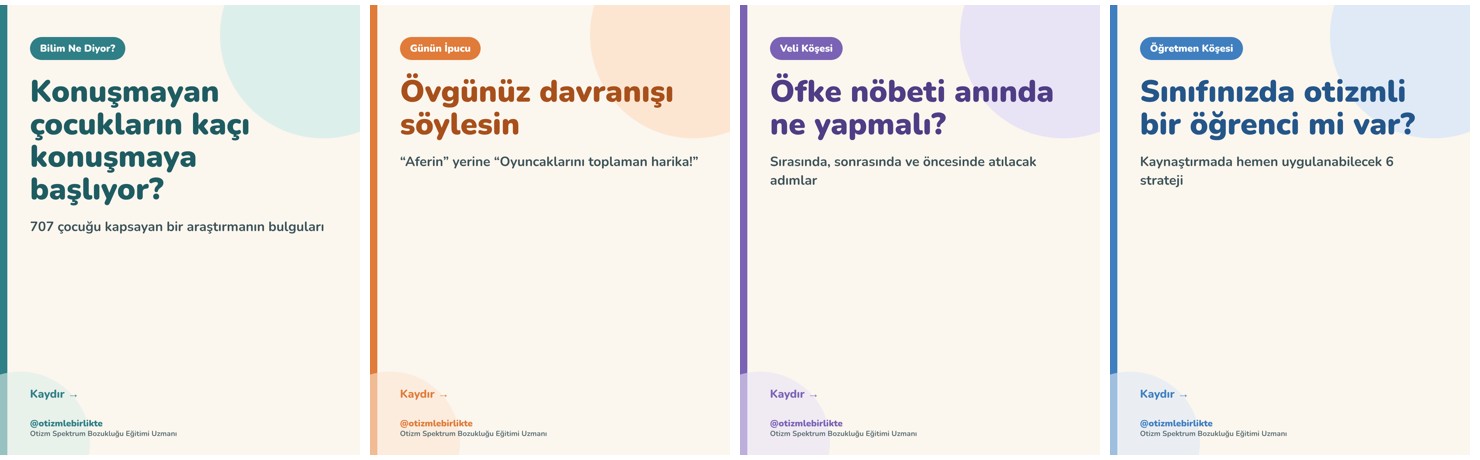 Bilim Ne Diyor?
Konuşmayan
çocukların kaçı
konuşmaya
başlıyor?
707 çocuğu kapsayan bir araştırmanın bulguları
Kaydır →
@otizmlebirlikte
Otizm Spektrum Bozukluğu Eğitimi Uzmanı
Günün İpucu
Övgünüz davranışı
söylesin
“Aferin” yerine “Oyuncaklarını toplaman harika!”
Kaydır →
@otizmlebirlikte
Otizm Spektrum Bozukluğu Eğitimi Uzmanı
Veli Köşesi
Öfke nöbeti anında
ne yapmalı?
Sırasında, sonrasında ve öncesinde atılacak
adımlar
Kaydır →
@otizmlebirlikte
Otizm Spektrum Bozukluğu Eğitimi Uzmanı
Öğretmen Köşesi
Sınıfınızda otizmli
bir öğrenci mi var?
Kaynaştırmada hemen uygulanabilecek 6
strateji
Kaydır →
@otizmlebirlikte
Otizm Spektrum Bozukluğu Eğitimi Uzmanı